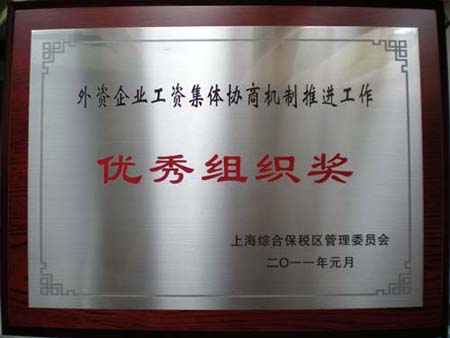 外资企业工资集体协商机制推进工作
优秀组织奖
上海综合保税区管理委员会
二〇一一年元月